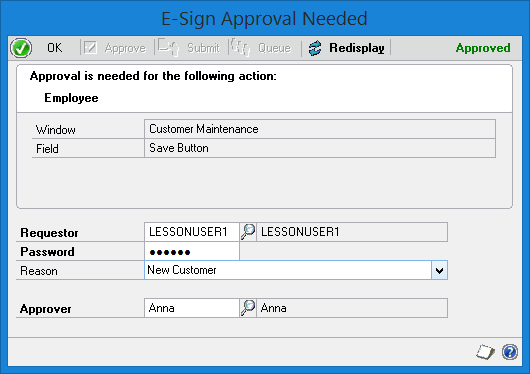 E-Sign Approval Needed
OK Approve Submit Queue Redisplay Approved
Approval is needed for the following action:
Employee
Window Customer Maintenance
Field Save Button
Requestor LESSONUSER1 LESSONUSER1
Password ●●●●●●
Reason New Customer
Approver Anna Anna